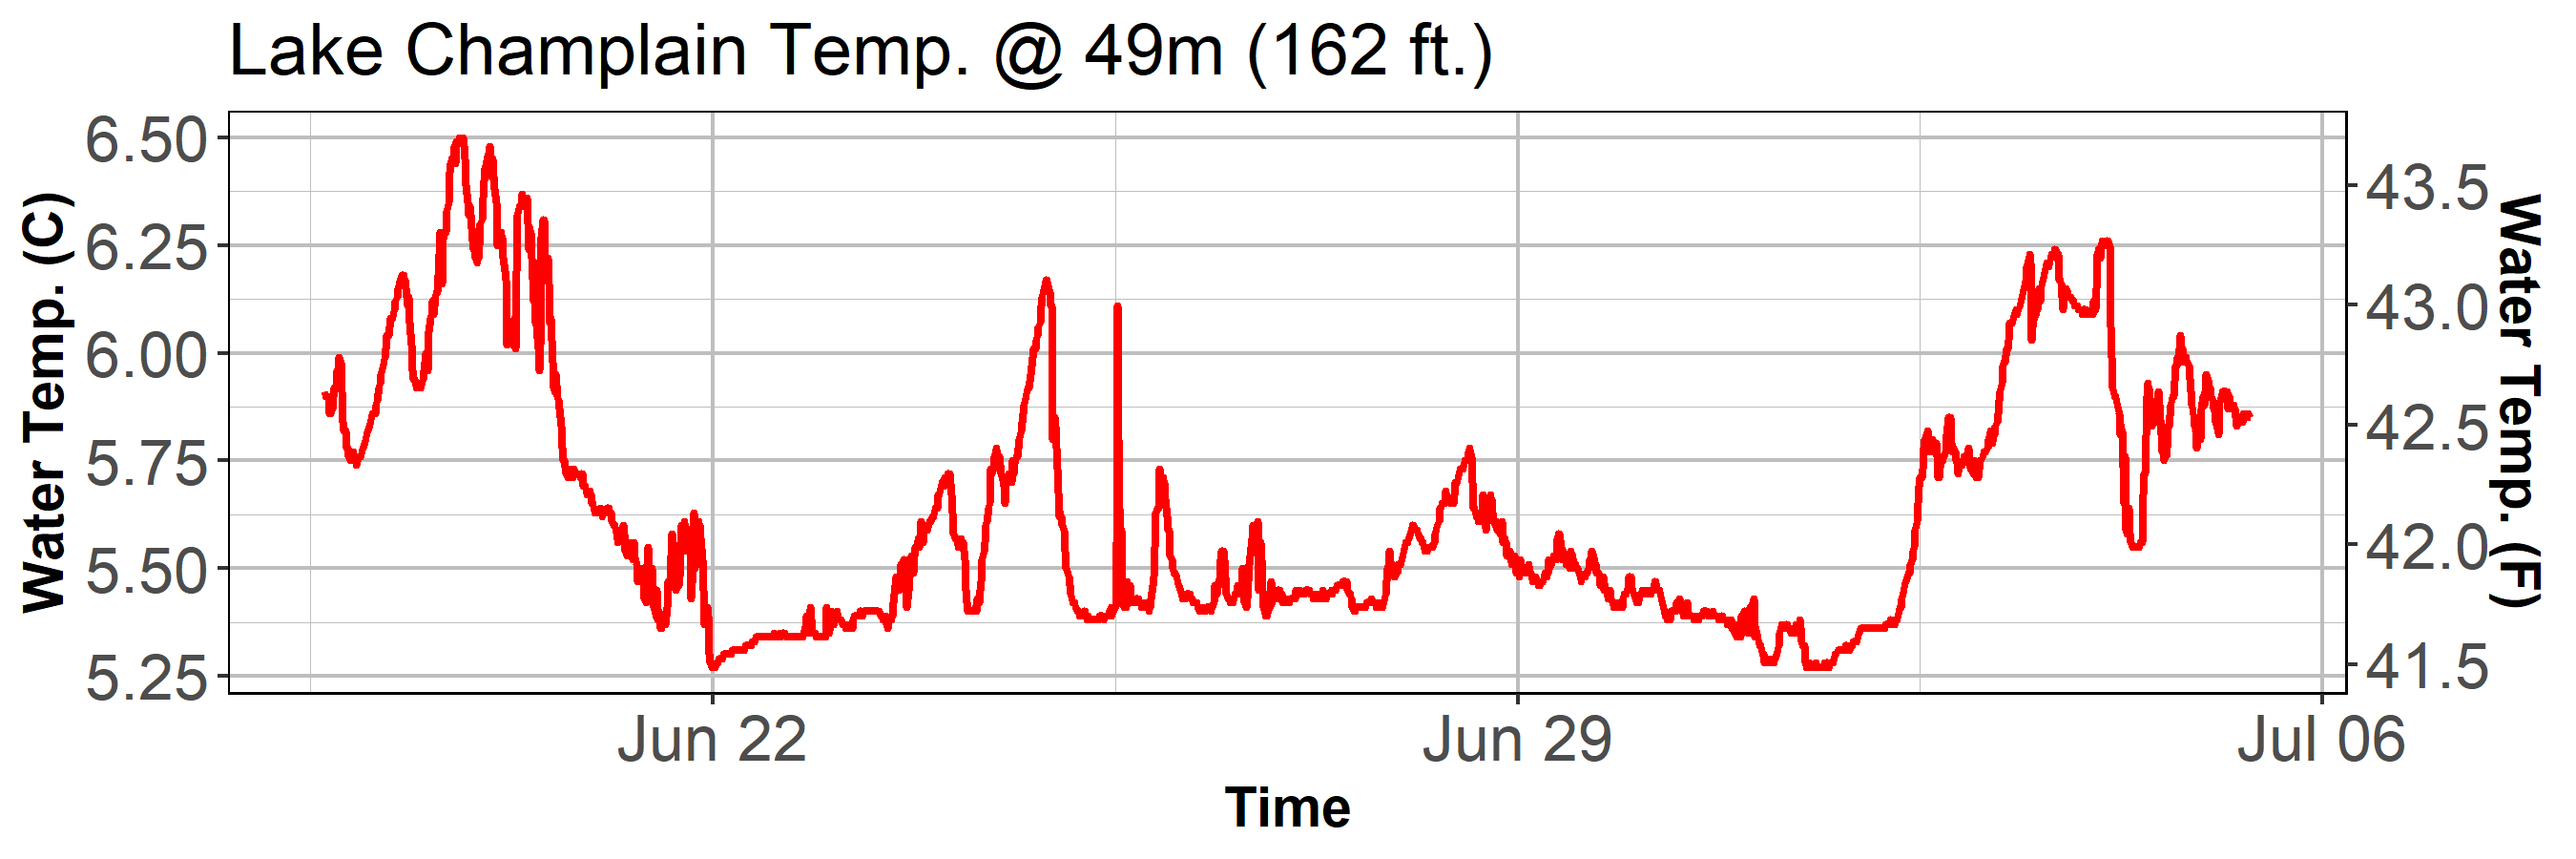 Lake Champlain Temp. @ 49m (162 ft.)
Water Temp. (C)
6.50
6.25
6.00
5.75
5.50
5.25
43.5
43.0
42.5
42.0
41.5
Water Temp. (F)
Jun 22
Jun 29
Jul 06
Time